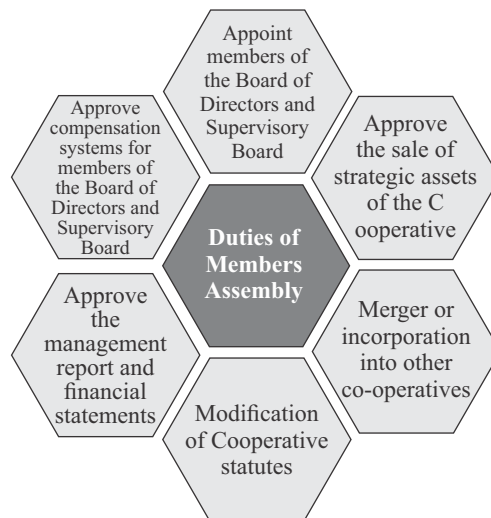 Appoint
members of
the Board of
Directors and
Supervisory
Board
Approve
compensation
systems for
members of
the Board of
Directors and
Supervisory
Board
Approve
the sale of
strategic assets
of the C
ooperative
Duties of
Members
Assembly
Approve
the
management
report and
financial
statements
Merger or
incorporation
into other
co-operatives
Modification
of Cooperative
statutes